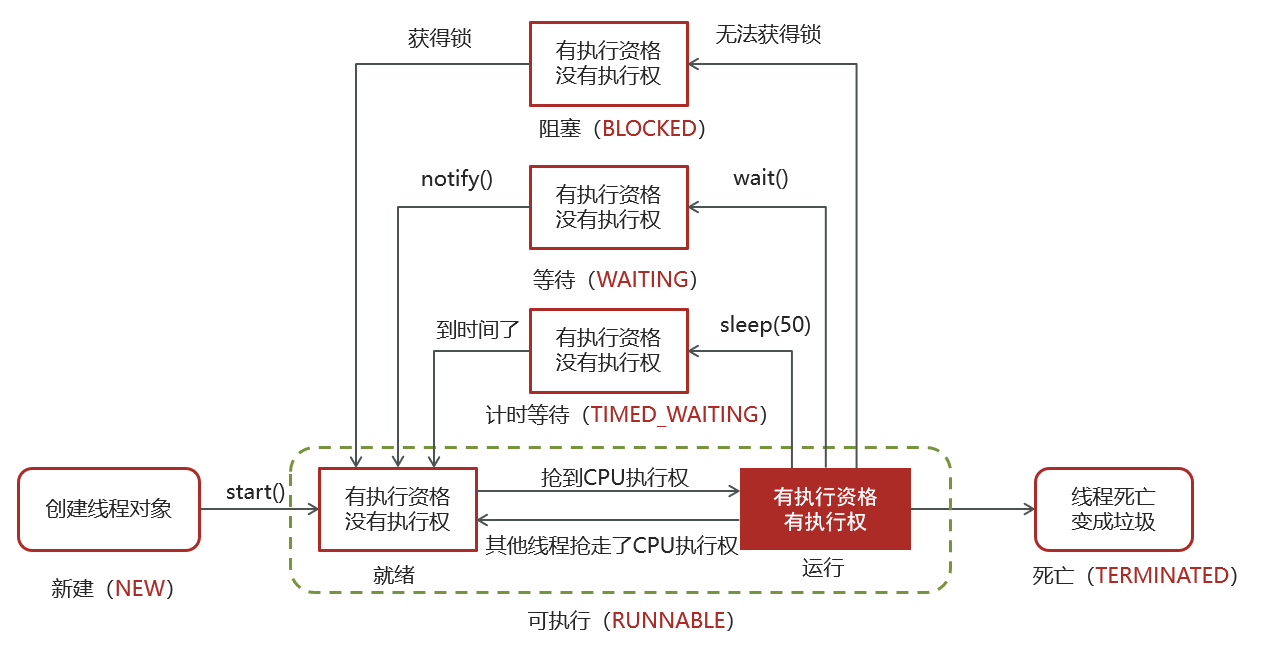 获得锁
有执行资格
没有执行权
无法获得锁
阻塞（BLOCKED）
notify()
有执行资格
没有执行权
wait()
等待（WAITING）
到时间了
有执行资格
没有执行权
sleep(50)
计时等待（TIMED_WAITING）
创建线程对象
新建（NEW）
start()
有执行资格
没有执行权
就绪
抢到CPU执行权
其他线程抢走了CPU执行权
有执行资格
有执行权
运行
可执行（RUNNABLE）
线程死亡
变成垃圾
死亡（TERMINATED）